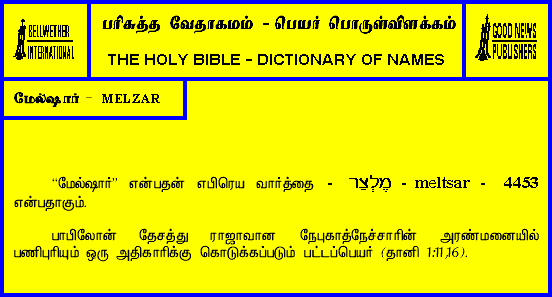 BELLWETHER
INTERNATIONAL
பரிசுத்த வேதாகமம் - பெயர் பொருள்விளக்கம்
THE HOLY BIBLE - DICTIONARY OF NAMES
GOOD NEWS
PUBLISHERS
மேல்ஷார் - MELZAR
“மேல்ஷார்” என்பதன் எபிரெய வார்த்தை - מֶלְצַר - meltsar - 4453
என்பதாகும்.
பாபிலோன் தேசத்து ராஜாவான நேபுகாத்நேச்சாரின் அரண்மனையில்
பணிபுரியும் ஒரு அதிகாரிக்கு கொடுக்கப்படும் பட்டப்பெயர் (தானி 1:11,16).